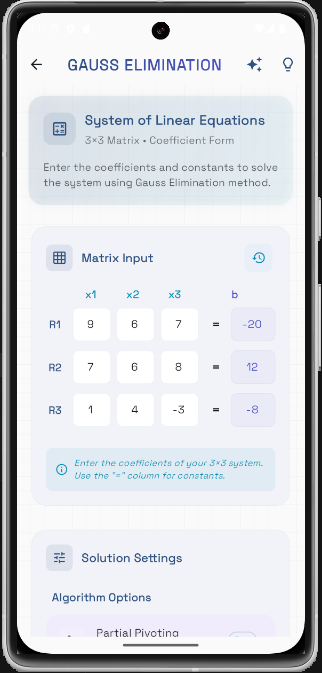 GAUSS ELIMINATION
System of Linear Equations
3×3 Matrix • Coefficient Form
Enter the coefficients and constants to solve
the system using Gauss Elimination method.
Matrix Input
x1 x2 x3 b
R1 9 6 7 = -20
R2 7 6 8 = 12
R3 1 4 -3 = -8
Enter the coefficients of your 3×3 system.
Use the "=" column for constants.
Solution Settings
Algorithm Options
Partial Pivoting